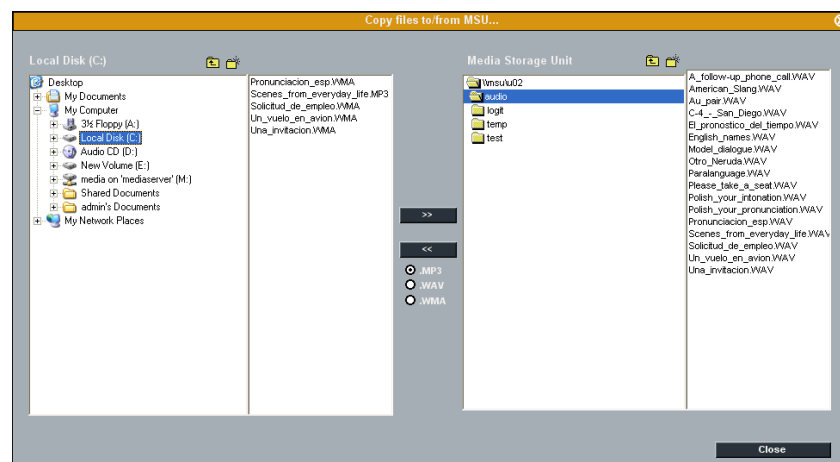 Copy files to/from MSU...
Local Disk (C:)
Desktop
My Documents
My Computer
3½ Floppy (A:)
Local Disk (C:)
Audio CD (D:)
New Volume (E:)
media on 'mediaserver' (M:)
Shared Documents
admin's Documents
My Network Places
Pronunciacion_esp.WMA
Scenes_from_everyday_life.MP3
Solicitud_de_empleo.WMA
Un_vuelo_en_avion.WMA
Una_invitacion.WMA
>>
<<
.MP3
.WAV
.WMA
Media Storage Unit
\\msu\u02
audio
logit
temp
test
A_follow-up_phone_call.WAV
American_Slang.WAV
Au_pair.WAV
C-4_-_San_Diego.WAV
El_pronostico_del_tiempo.WAV
English_names.WAV
Model_dialogue.WAV
Otro_Neruda.WAV
Paralanguage.WAV
Please_take_a_seat.WAV
Polish_your_intonation.WAV
Polish_your_pronunciation.WAV
Pronunciacion_esp.WAV
Scenes_from_everyday_life.WAV
Solicitud_de_empleo.WAV
Un_vuelo_en_avion.WAV
Una_invitacion.WAV
Close